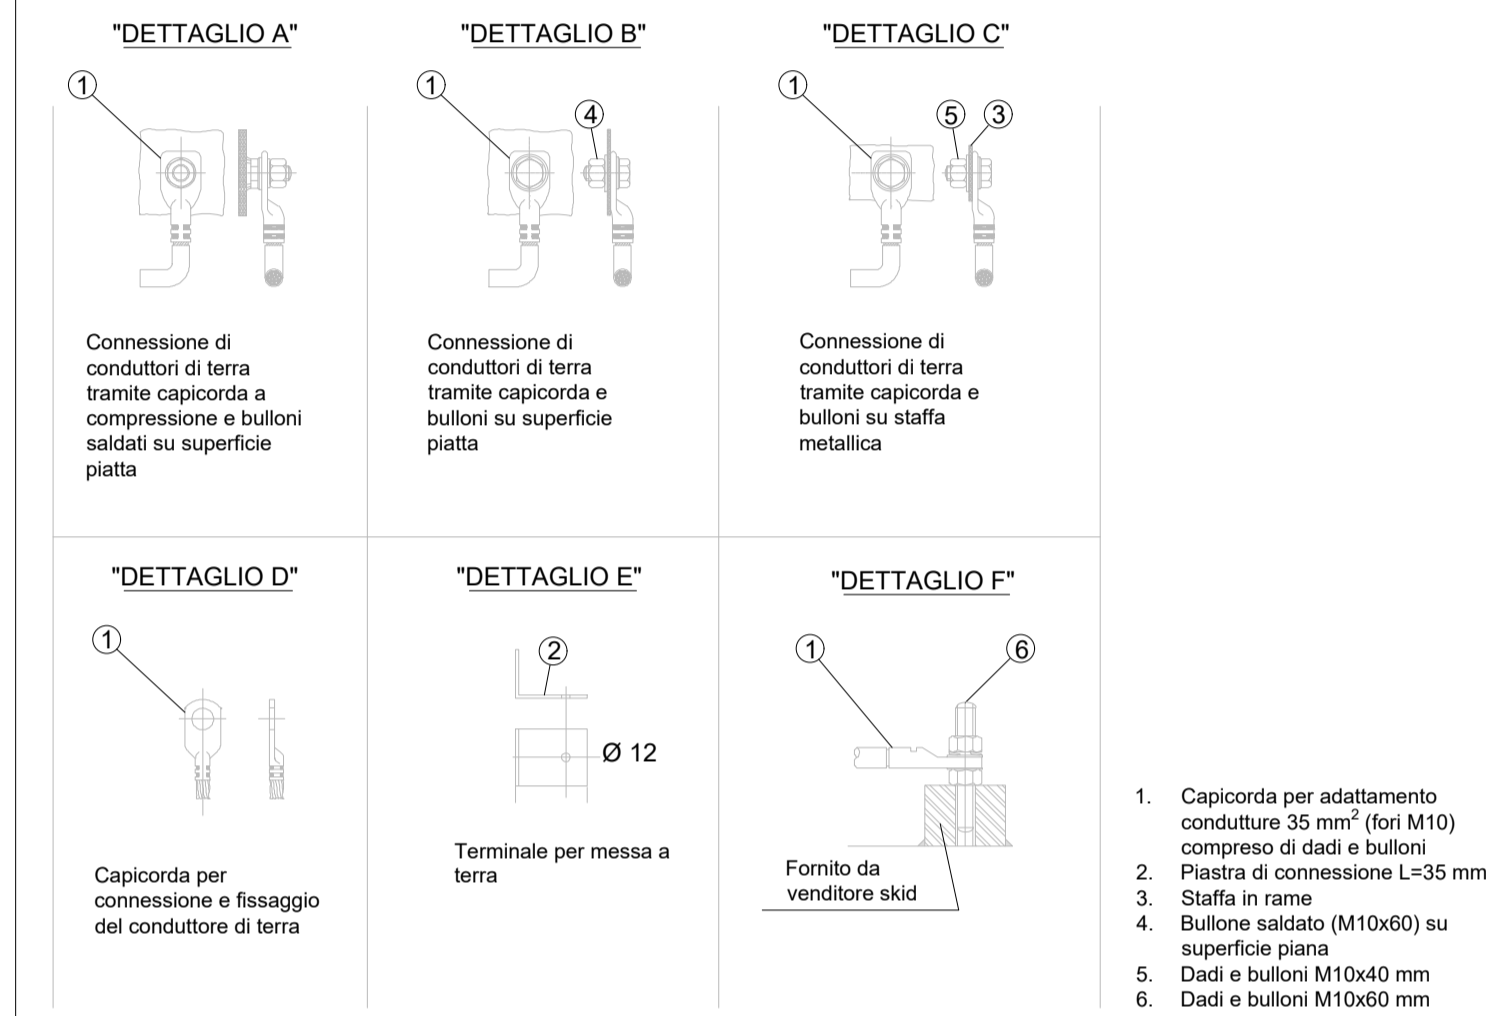 "DETTAGLIO A"
1
Connessione di
conduttori di terra
tramite capicorda a
compressione e bulloni
saldati su superficie
piatta
"DETTAGLIO B"
1
4
Connessione di
conduttori di terra
tramite capicorda e
bulloni su superficie
piatta
"DETTAGLIO C"
1
5
3
Connessione di
conduttori di terra
tramite capicorda e
bulloni su staffa
metallica
"DETTAGLIO D"
1
Capicorda per
connessione e fissaggio
del conduttore di terra
"DETTAGLIO E"
2
Ø 12
Terminale per messa a
terra
"DETTAGLIO F"
1
6
Fornito da
venditore skid
1. Capicorda per adattamento
condutture 35 mm² (fori M10)
compreso di dadi e bulloni
2. Piastra di connessione L=35 mm
3. Staffa in rame
4. Bullone saldato (M10x60) su
superficie piana
5. Dadi e bulloni M10x40 mm
6. Dadi e bulloni M10x60 mm